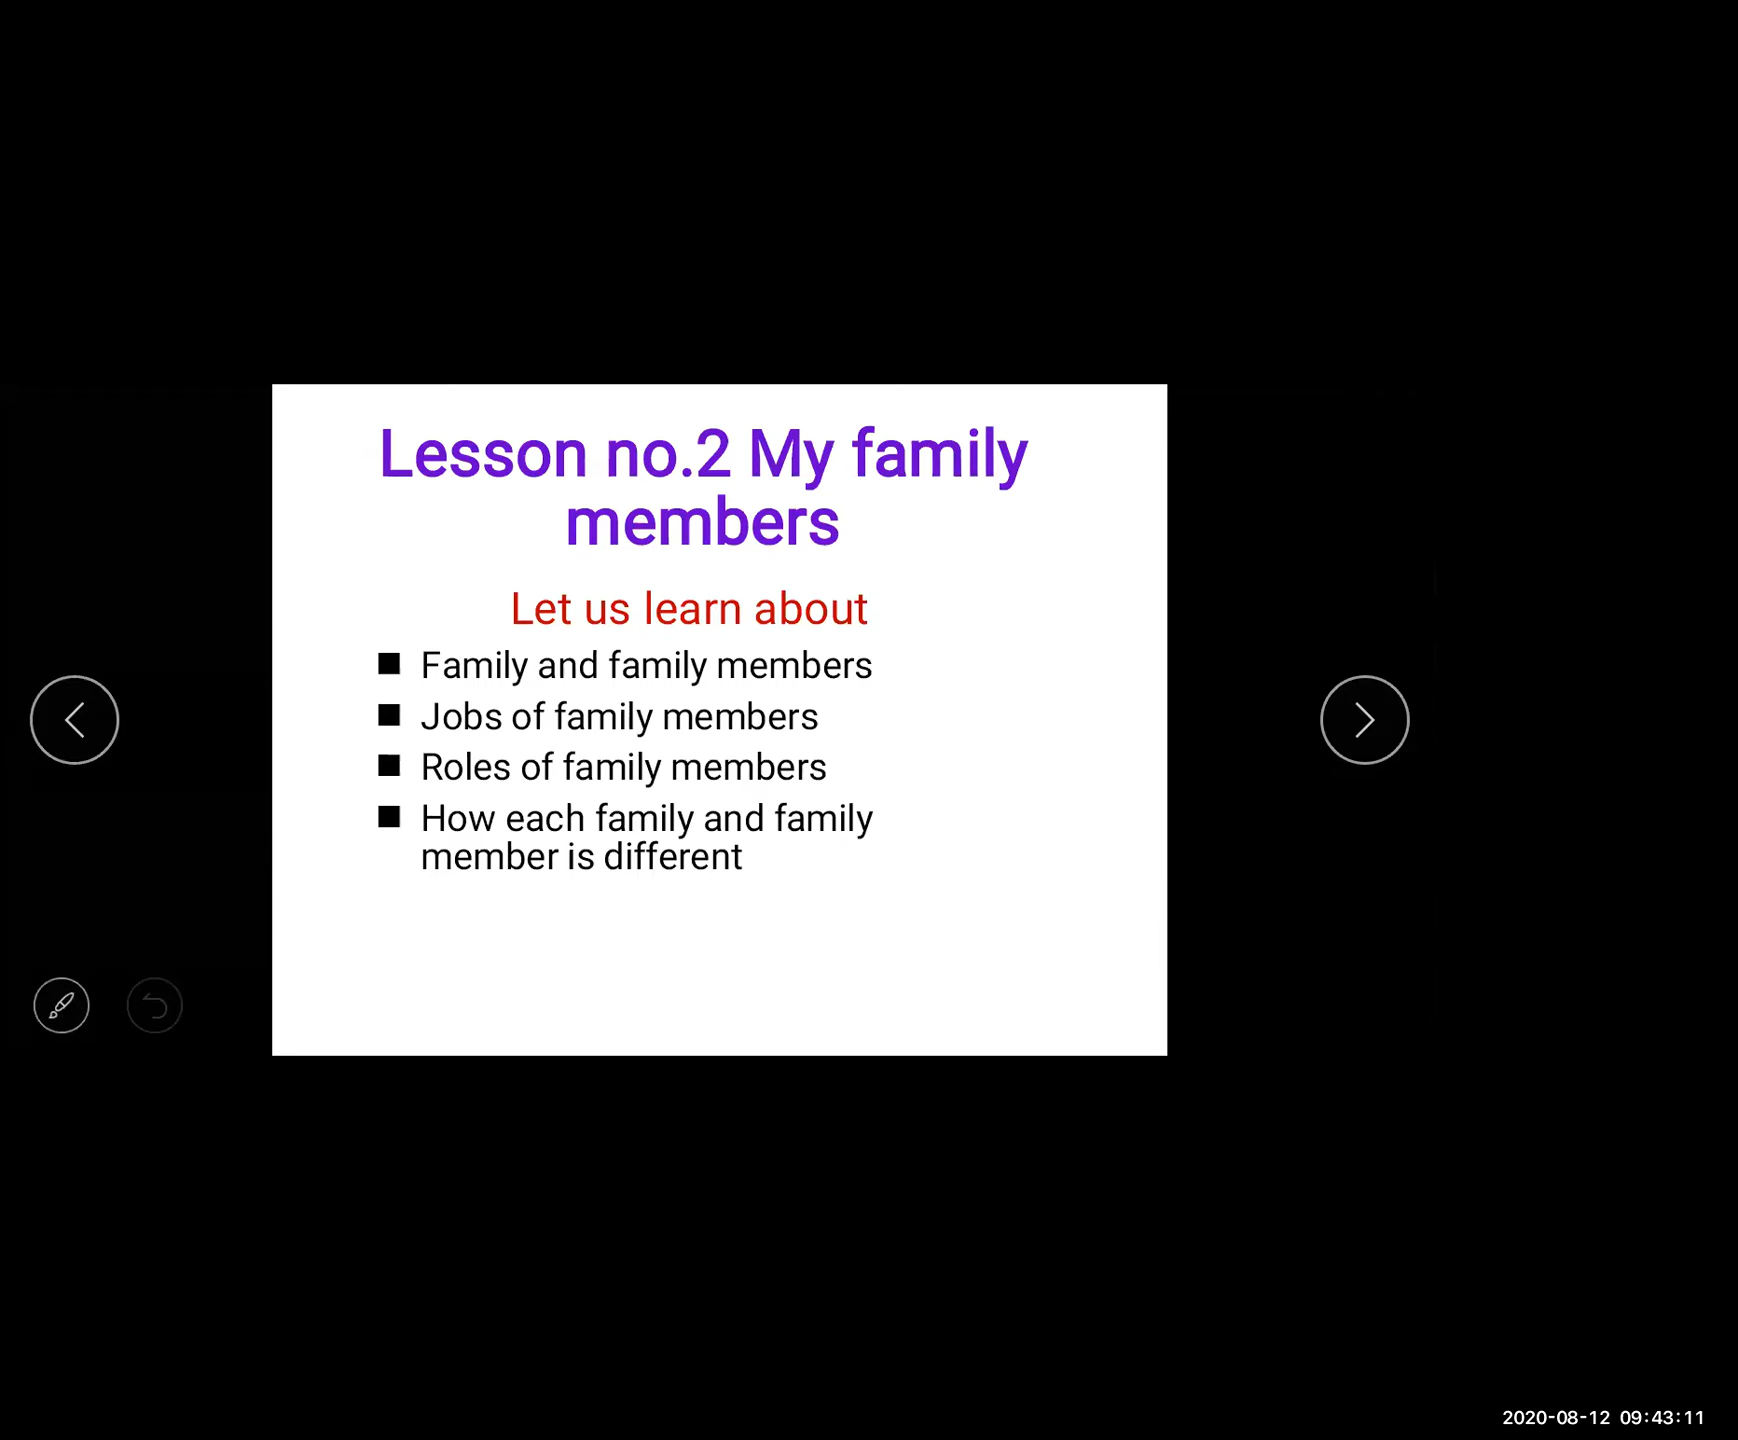 Lesson no.2 My family
members
Let us learn about
■ Family and family members
■ Jobs of family members
■ Roles of family members
■ How each family and family
member is different
2020-08-12 09:43:11